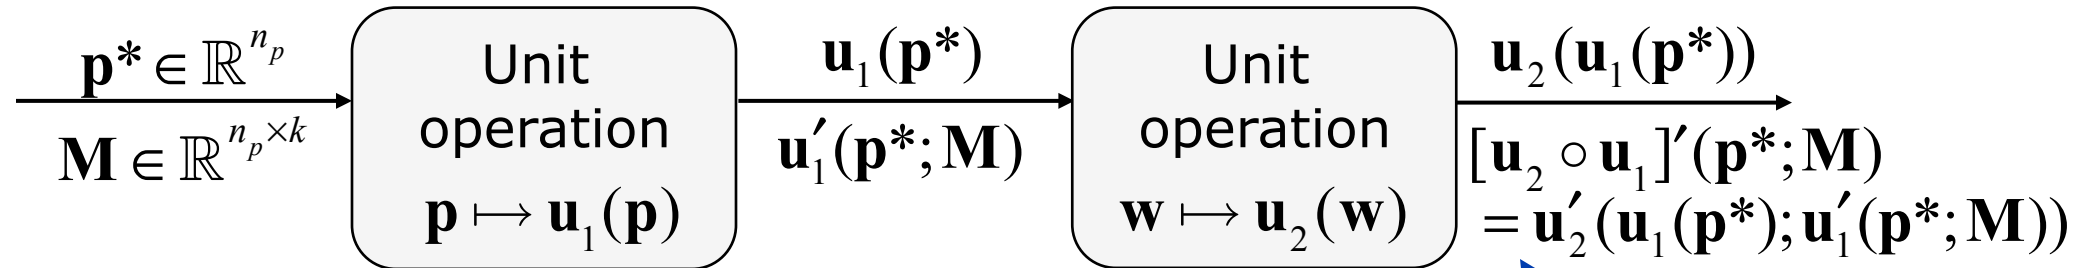 p* ∈ ℝ^{n_p}
M ∈ ℝ^{n_p×k}
Unit
operation
p ⟼ u₁(p)
u₁(p*)
u₁′(p*;M)
Unit
operation
w ⟼ u₂(w)
u₂(u₁(p*))
[u₂ ∘ u₁]′(p*;M)
= u₂′(u₁(p*);u₁′(p*;M))